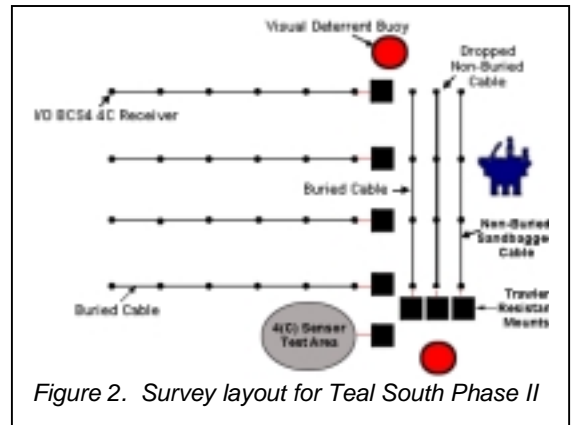 Visual Deterrent Buoy
Dropped
Non-Buried
Cable
I/O BCS4 4C Receiver
Buried Cable
Non-Buried
Sandbagged
Cable
Buried Cable
Trawler
Resistant
Mounts
4(C) Sensor
Test Area
Figure 2. Survey layout for Teal South Phase II